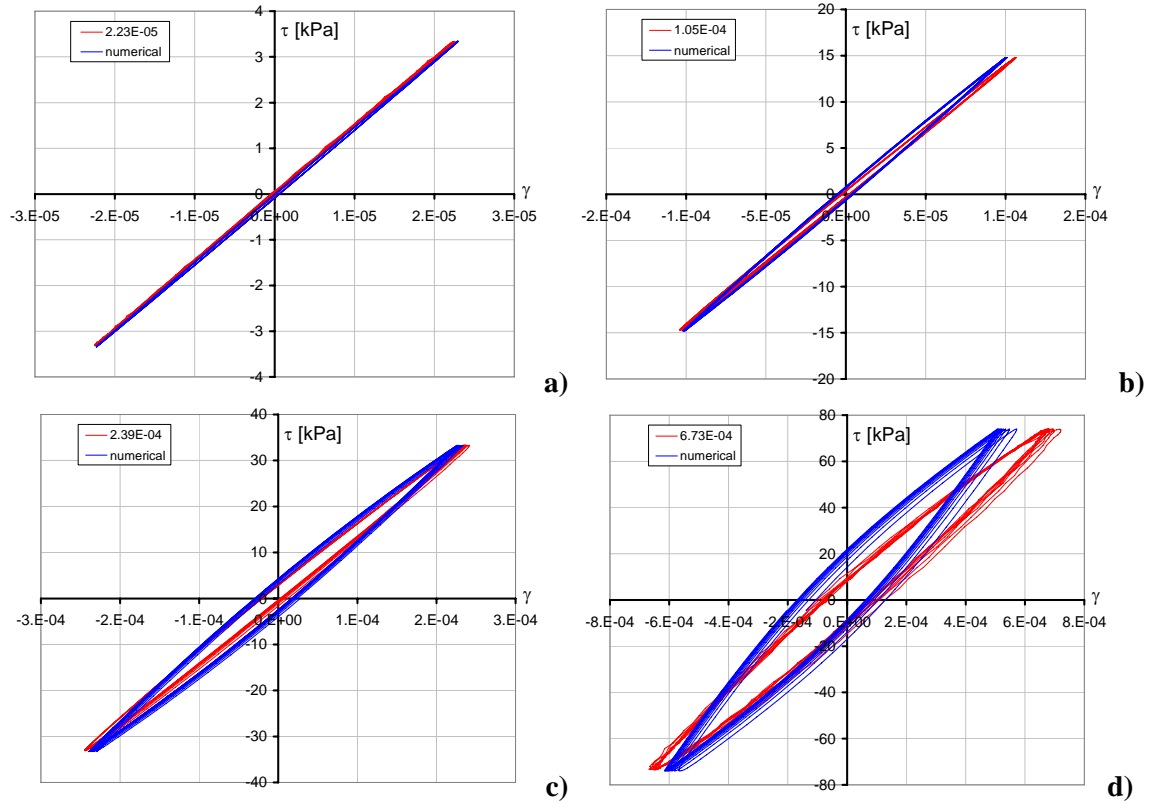 2.23E-05
numerical
τ [kPa]
4
3
2
1
0
-1
-2
-3
-4
γ
-3.E-05 -2.E-05 -1.E-05 0.E+00 1.E-05 2.E-05 3.E-05
a)
1.05E-04
numerical
τ [kPa]
20
15
10
5
0
-5
-10
-15
-20
γ
-2.E-04 -1.E-04 -5.E-05 0.E+00 5.E-05 1.E-04 2.E-04
b)
2.39E-04
numerical
τ [kPa]
40
30
20
10
0
-10
-20
-30
-40
γ
-3.E-04 -2.E-04 -1.E-04 0.E+00 1.E-04 2.E-04 3.E-04
c)
6.73E-04
numerical
τ [kPa]
80
60
40
20
0
-20
-40
-60
-80
γ
-8.E-04 -6.E-04 -4.E-04 -2.E-04 0.E+00 2.E-04 4.E-04 6.E-04 8.E-04
d)